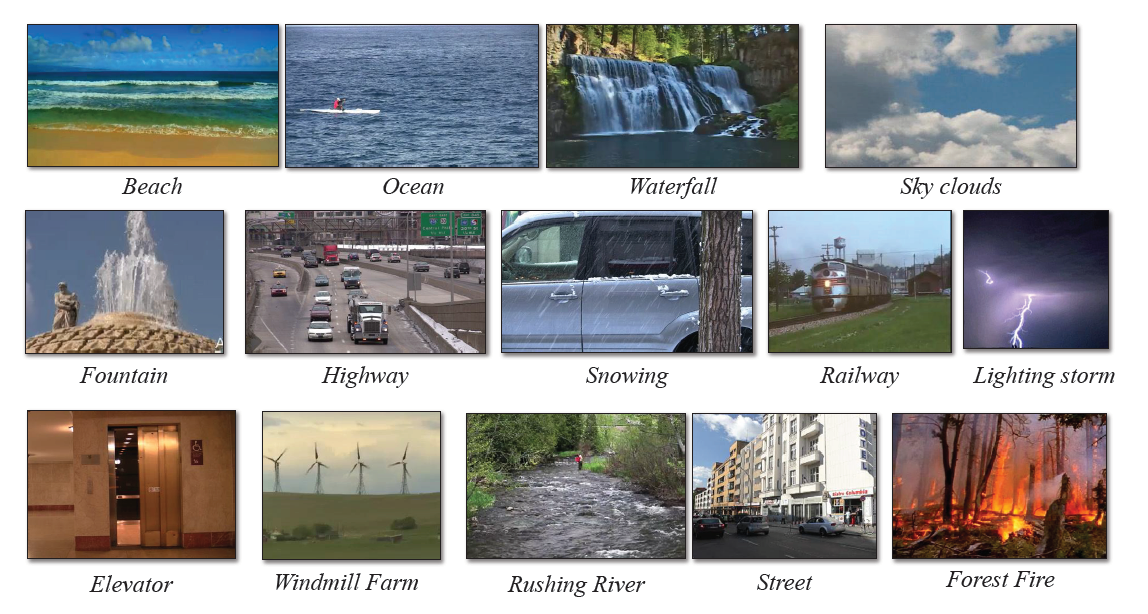 Beach
Ocean
Waterfall
Sky clouds
Fountain
Highway
Snowing
Railway
Lighting storm
HOTEL
Elevator
Windmill Farm
Rushing River
Street
Forest Fire